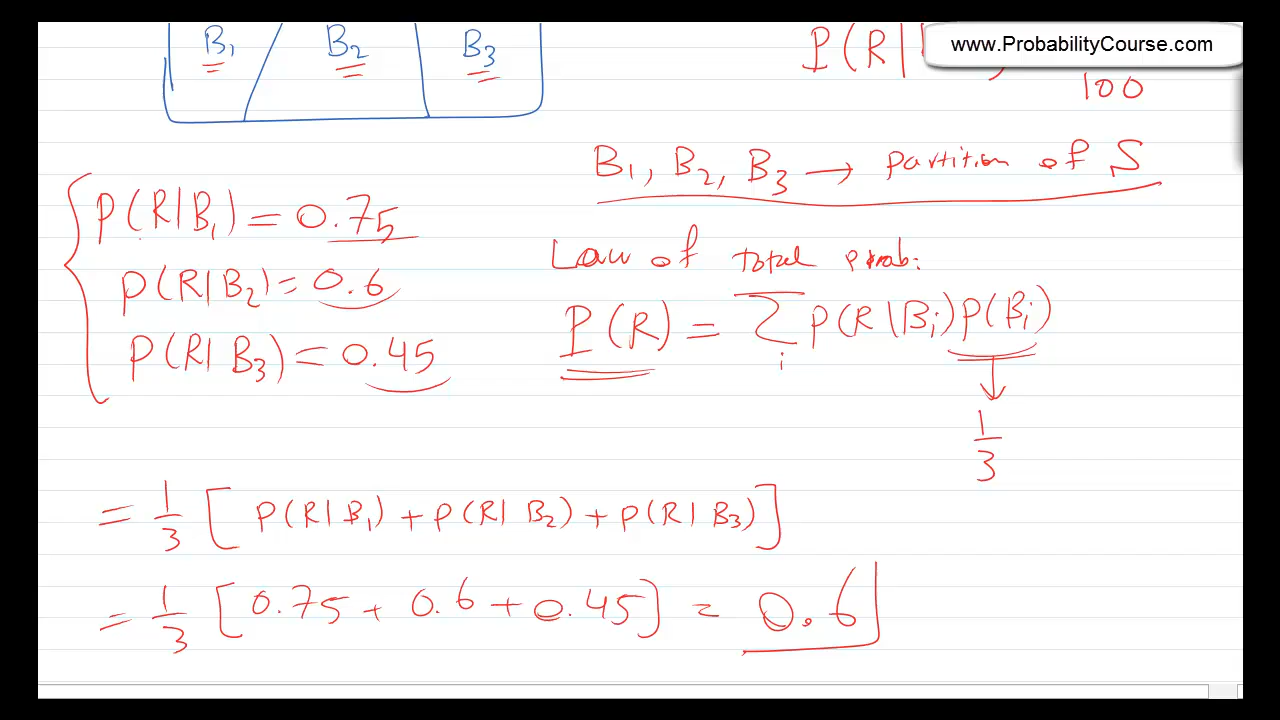 www.ProbabilityCourse.com
B₁ B₂ B₃
P(R|
100
B₁, B₂, B₃ → partition of S
P(R|B₁) = 0.75
P(R|B₂) = 0.6
P(R|B₃) = 0.45
Law of total prob.
P(R) = ∑ᵢ P(R|Bᵢ)P(Bᵢ)
1/3
= 1/3 [P(R|B₁) + P(R|B₂) + P(R|B₃)]
= 1/3 [0.75 + 0.6 + 0.45] = 0.6